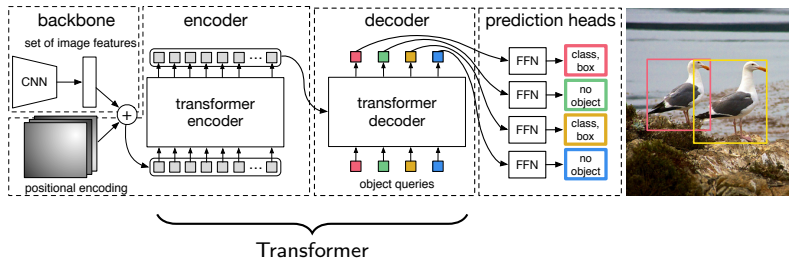 backbone
set of image features
CNN
+
positional encoding
encoder
...
transformer
encoder
...
decoder
transformer
decoder
object queries
prediction heads
FFN
class,
box
FFN
no
object
FFN
class,
box
FFN
no
object
Transformer